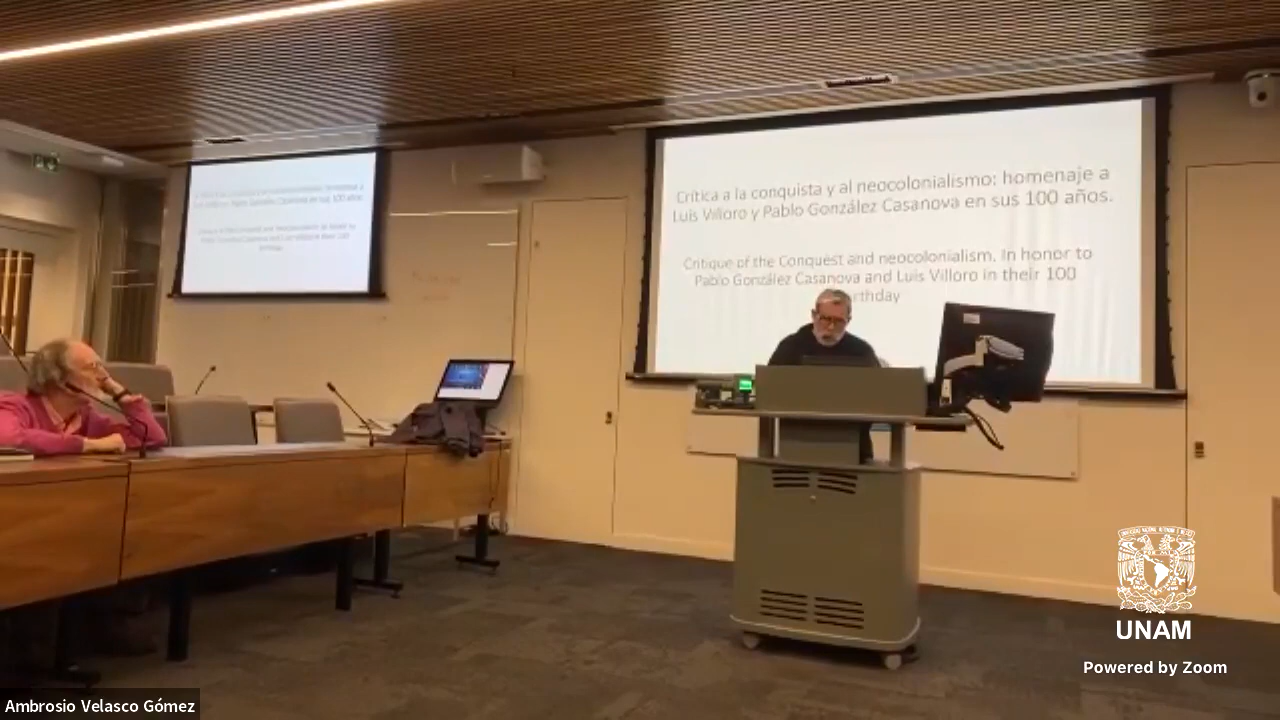 Crítica a la conquista y al neocolonialismo: homenaje a
Luis Villoro y Pablo González Casanova en sus 100 años.
Critique of the Conquest and neocolonialism. In honor to
Pablo González Casanova and Luis Villoro in their 100
UNAM
Powered by Zoom
Ambrosio Velasco Gómez